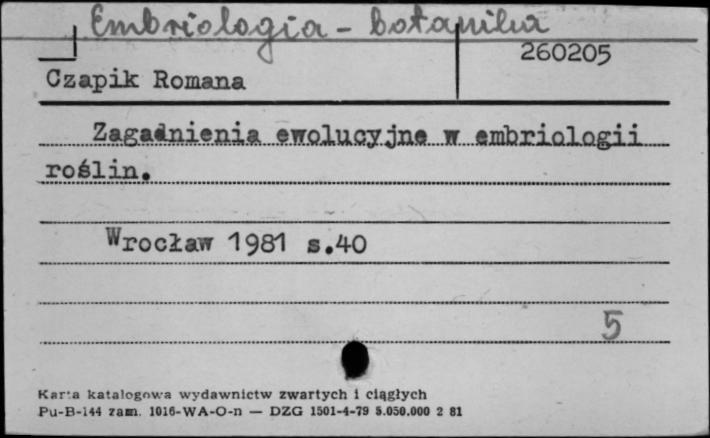 Embriologia - botanika
260205
Czapik Romana
Zagadnienia ewolucyjne w embriologii
roślin.
Wrocław 1981 s.40
5
Karta katalogowa wydawnictw zwartych i ciągłych
Pu-B-144 zam. 1016-WA-O-n — DZG 1501-4-79 5.050.000 2 81